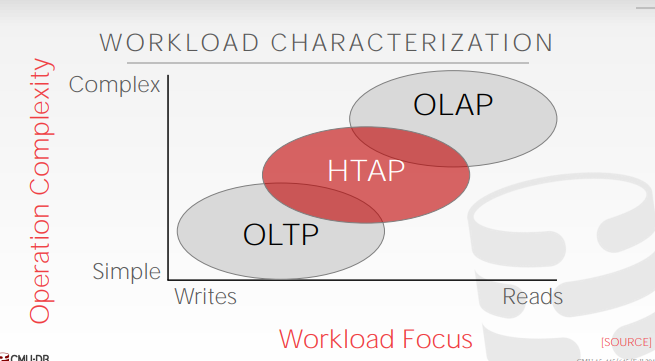 WORKLOAD CHARACTERIZATION
Operation Complexity
Complex
OLAP
HTAP
OLTP
Simple
Writes
Reads
Workload Focus
[SOURCE]
CMU·DB